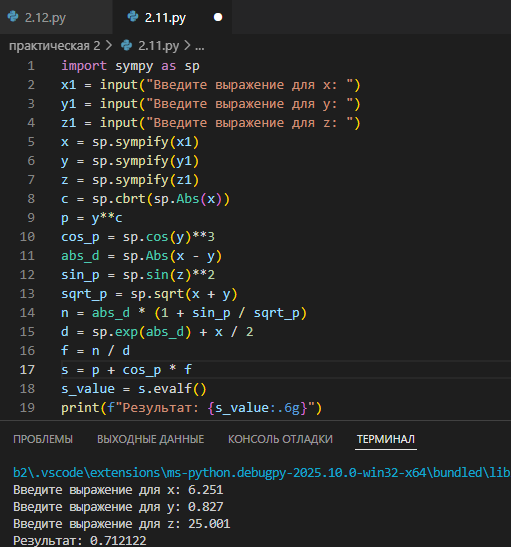 2.12.py 2.11.py
практическая 2 > 2.11.py > ...
1 import sympy as sp
2 x1 = input("Введите выражение для x: ")
3 y1 = input("Введите выражение для y: ")
4 z1 = input("Введите выражение для z: ")
5 x = sp.sympify(x1)
6 y = sp.sympify(y1)
7 z = sp.sympify(z1)
8 c = sp.cbrt(sp.Abs(x))
9 p = y**c
10 cos_p = sp.cos(y)**3
11 abs_d = sp.Abs(x - y)
12 sin_p = sp.sin(z)**2
13 sqrt_p = sp.sqrt(x + y)
14 n = abs_d * (1 + sin_p / sqrt_p)
15 d = sp.exp(abs_d) + x / 2
16 f = n / d
17 s = p + cos_p * f
18 s_value = s.evalf()
19 print(f"Результат: {s_value:.6g}")
ПРОБЛЕМЫ ВЫХОДНЫЕ ДАННЫЕ КОНСОЛЬ ОТЛАДКИ ТЕРМИНАЛ
b2\.vscode\extensions\ms-python.debugpy-2025.10.0-win32-x64\bundled\lib
Введите выражение для x: 6.251
Введите выражение для y: 0.827
Введите выражение для z: 25.001
Результат: 0.712122